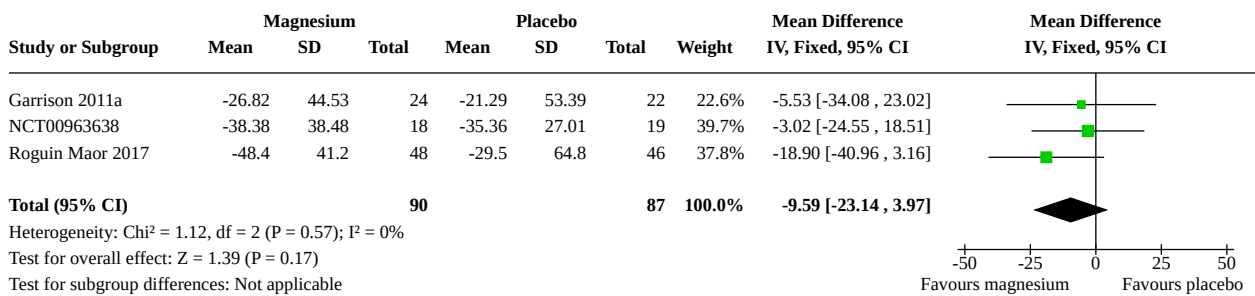 Magnesium Placebo Mean Difference Mean Difference
Study or Subgroup Mean SD Total Mean SD Total Weight IV, Fixed, 95% CI IV, Fixed, 95% CI
Garrison 2011a -26.82 44.53 24 -21.29 53.39 22 22.6% -5.53 [-34.08 , 23.02]
NCT00963638 -38.38 38.48 18 -35.36 27.01 19 39.7% -3.02 [-24.55 , 18.51]
Roguin Maor 2017 -48.4 41.2 48 -29.5 64.8 46 37.8% -18.90 [-40.96 , 3.16]
Total (95% CI) 90 87 100.0% -9.59 [-23.14 , 3.97]
Heterogeneity: Chi² = 1.12, df = 2 (P = 0.57); I² = 0%
Test for overall effect: Z = 1.39 (P = 0.17)
-50 -25 0 25 50
Test for subgroup differences: Not applicable Favours magnesium Favours placebo